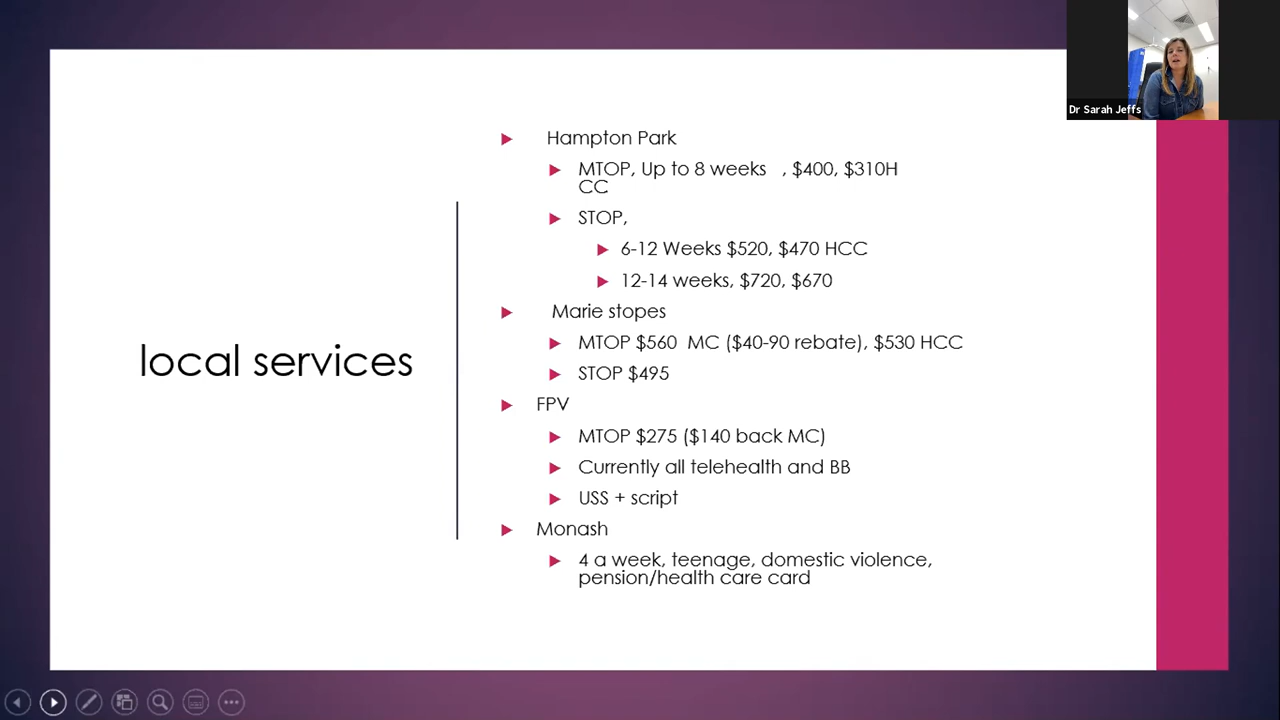 Dr Sarah Jeffs
local services
Hampton Park
MTOP, Up to 8 weeks , $400, $310H
CC
STOP,
6-12 Weeks $520, $470 HCC
12-14 weeks, $720, $670
Marie stopes
MTOP $560 MC ($40-90 rebate), $530 HCC
STOP $495
FPV
MTOP $275 ($140 back MC)
Currently all telehealth and BB
USS + script
Monash
4 a week, teenage, domestic violence,
pension/health care card